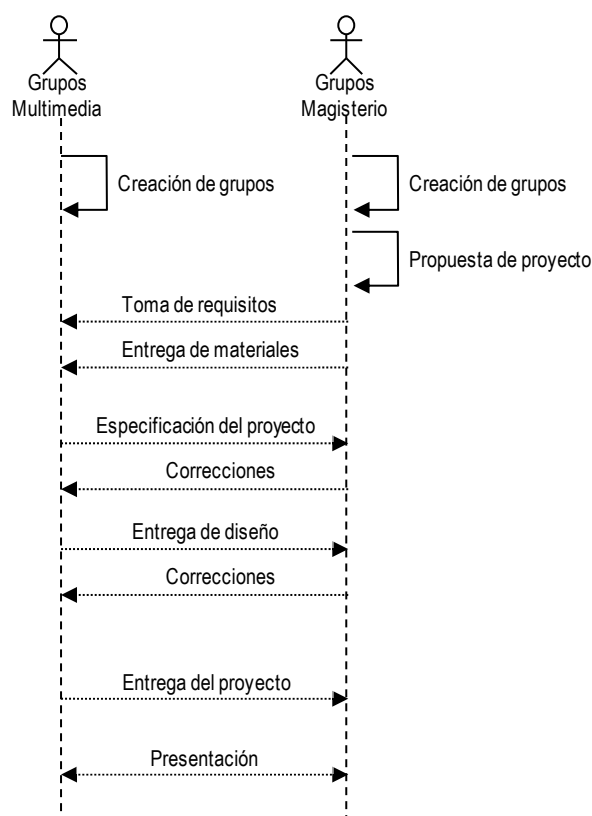 Grupos
Multimedia
Grupos
Magisterio
Creación de grupos
Creación de grupos
Propuesta de proyecto
Toma de requisitos
Entrega de materiales
Especificación del proyecto
Correcciones
Entrega de diseño
Correcciones
Entrega del proyecto
Presentación